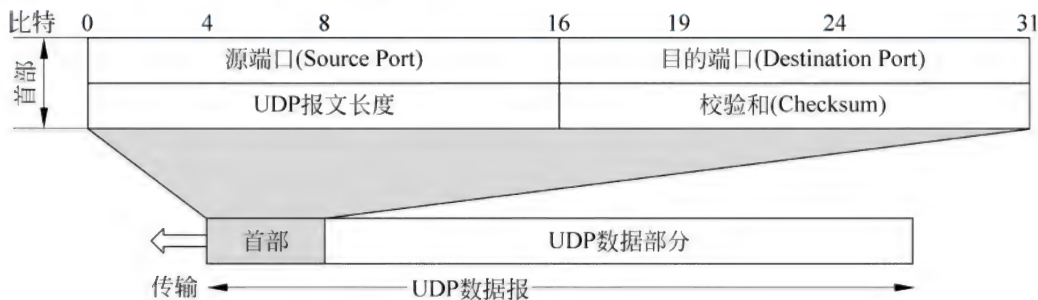 比特 0 4 8 16 19 24 31
首部
源端口(Source Port) 目的端口(Destination Port)
UDP报文长度 校验和(Checksum)
首部 UDP数据部分
传输 UDP数据报